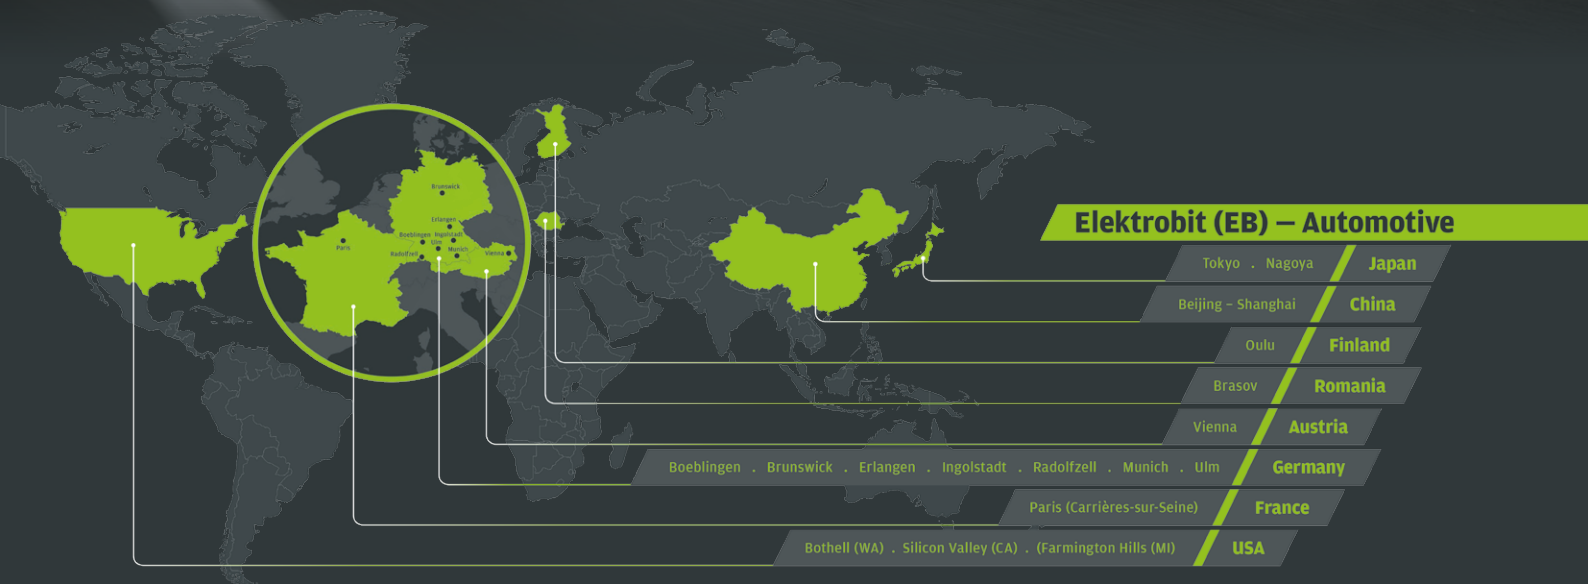 Elektrobit (EB) — Automotive
Tokyo . Nagoya Japan
Beijing – Shanghai China
Oulu Finland
Brasov Romania
Vienna Austria
Boeblingen . Brunswick . Erlangen . Ingolstadt . Radolfzell . Munich . Ulm Germany
Paris (Carrières-sur-Seine) France
Bothell (WA) . Silicon Valley (CA) . (Farmington Hills (MI) USA
Brunswick
Erlangen
Boeblingen Ingolstadt
Paris
Ulm
Radolfzell Munich Vienna